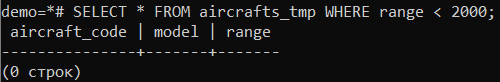 demo=*# SELECT * FROM aircrafts_tmp WHERE range < 2000;
 aircraft_code | model | range
---------------+-------+-------
(0 строк)